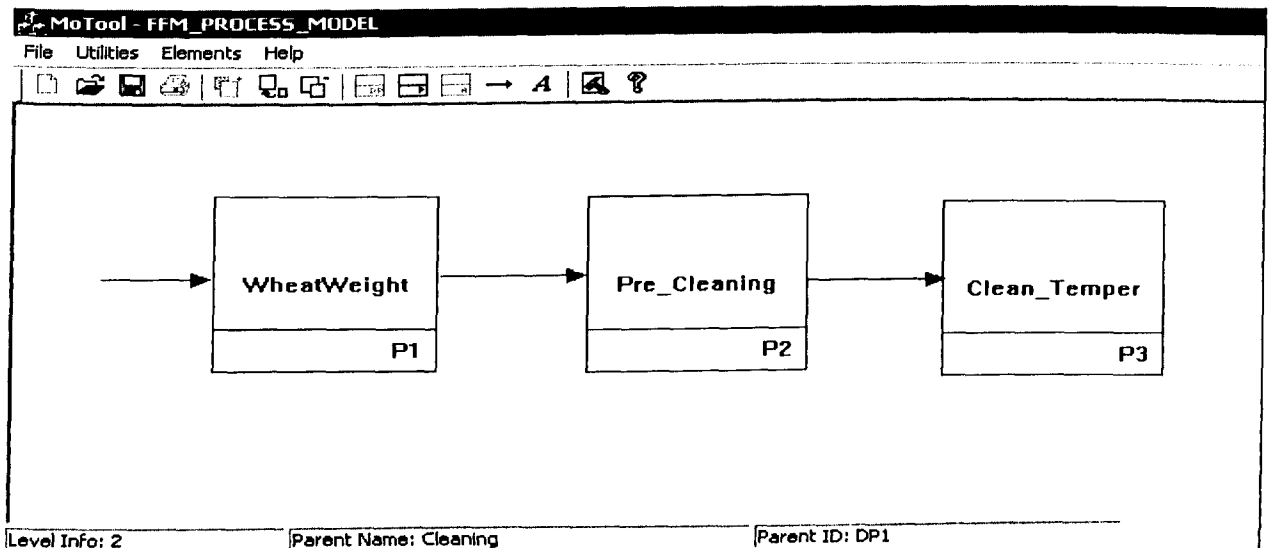 MoTool - FFM_PROCESS_MODEL
File Utilities Elements Help
A ?
WheatWeight
P1
Pre_Cleaning
P2
Clean_Temper
P3
Level Info: 2
Parent Name: Cleaning
Parent ID: DP1